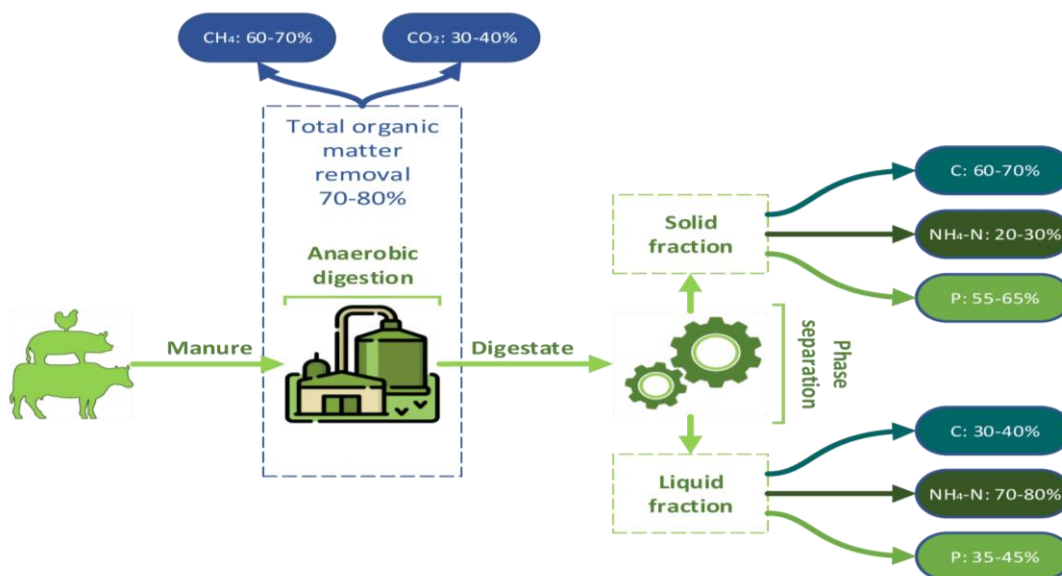 CH₄: 60-70%
CO₂: 30-40%
Total organic
matter
removal
70-80%
Anaerobic
digestion
Manure
Digestate
Solid
fraction
C: 60-70%
NH₄-N: 20-30%
P: 55-65%
Phase
separation
Liquid
fraction
C: 30-40%
NH₄-N: 70-80%
P: 35-45%